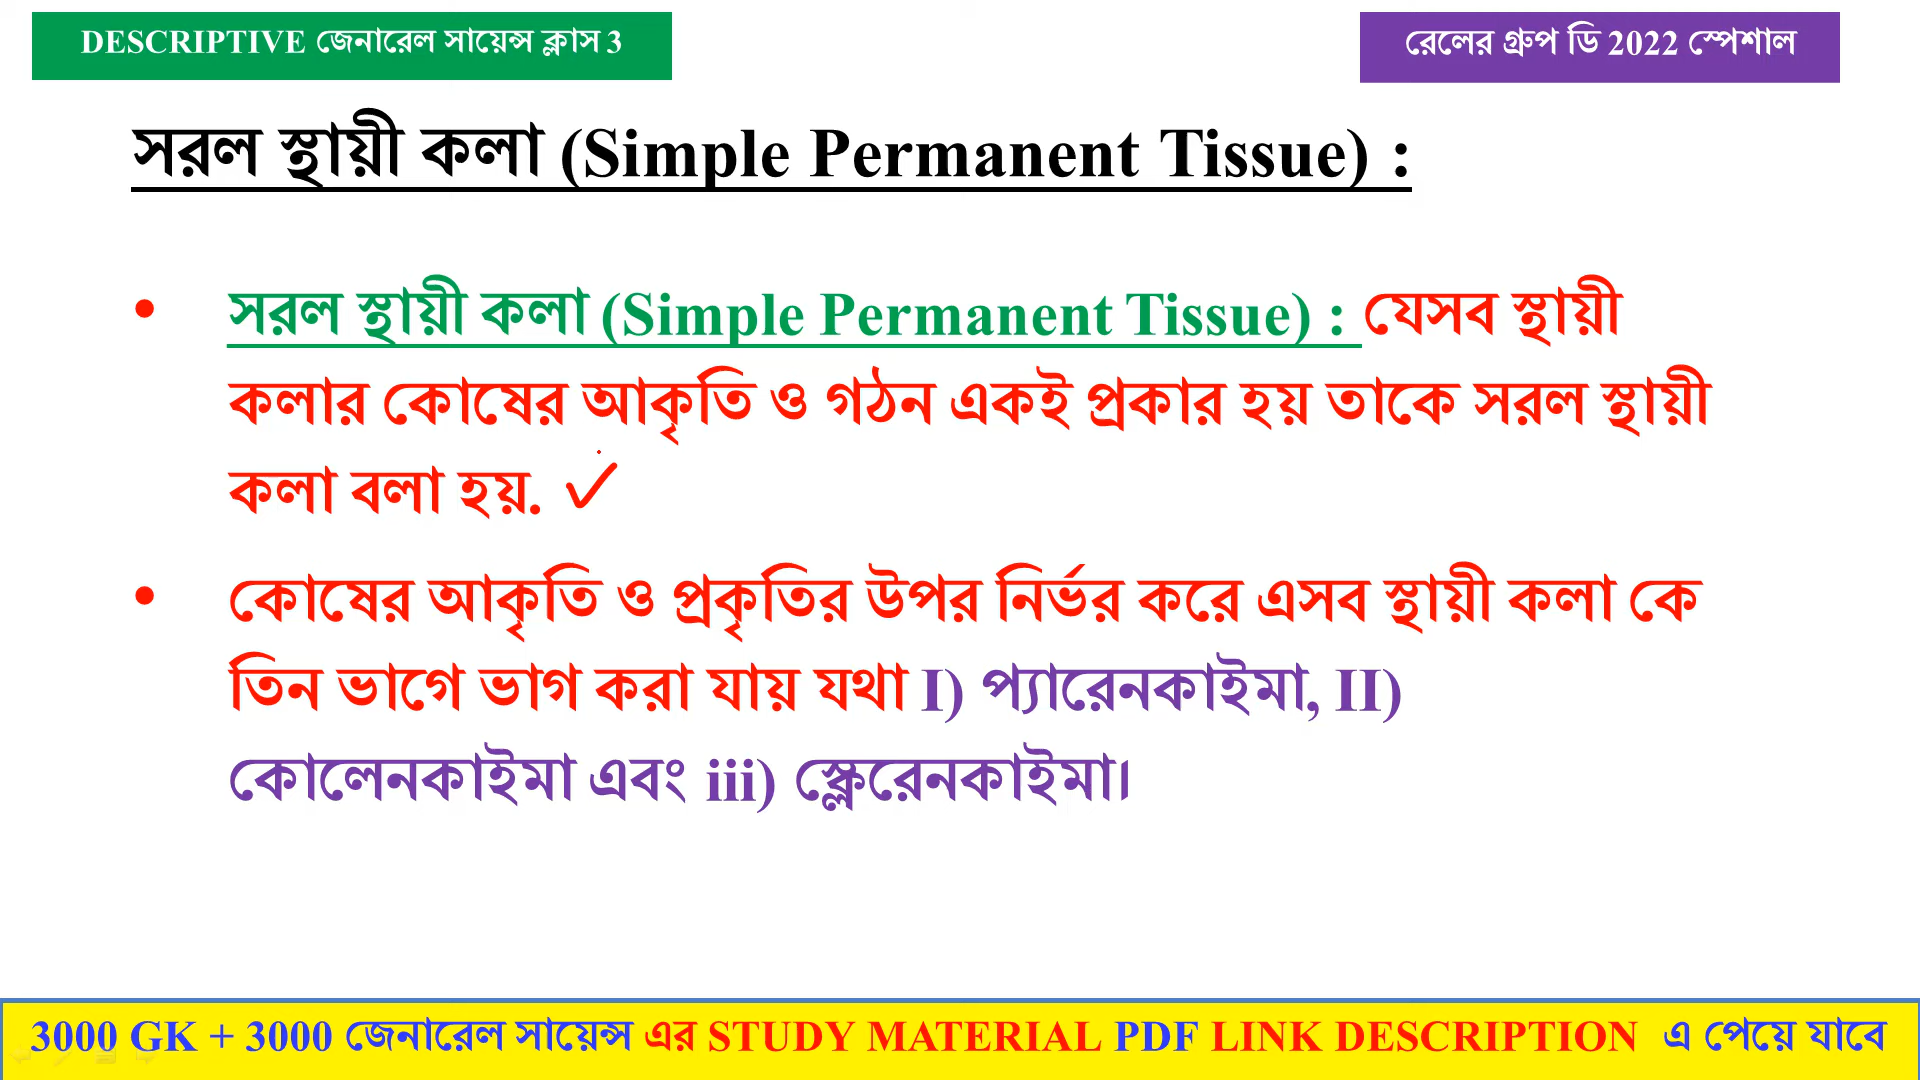 DESCRIPTIVE জেনারেল সায়েন্স ক্লাস 3
রেলের গ্রুপ ডি 2022 স্পেশাল
সরল স্থায়ী কলা (Simple Permanent Tissue) :
• সরল স্থায়ী কলা (Simple Permanent Tissue) : যেসব স্থায়ী
কলার কোষের আকৃতি ও গঠন একই প্রকার হয় তাকে সরল স্থায়ী
কলা বলা হয়. ✓
• কোষের আকৃতি ও প্রকৃতির উপর নির্ভর করে এসব স্থায়ী কলা কে
তিন ভাগে ভাগ করা যায় যথা I) প্যারেনকাইমা, II)
কোলেনকাইমা এবং iii) স্ক্লেরেনকাইমা।
3000 GK + 3000 জেনারেল সায়েন্স এর STUDY MATERIAL PDF LINK DESCRIPTION এ পেয়ে যাবে